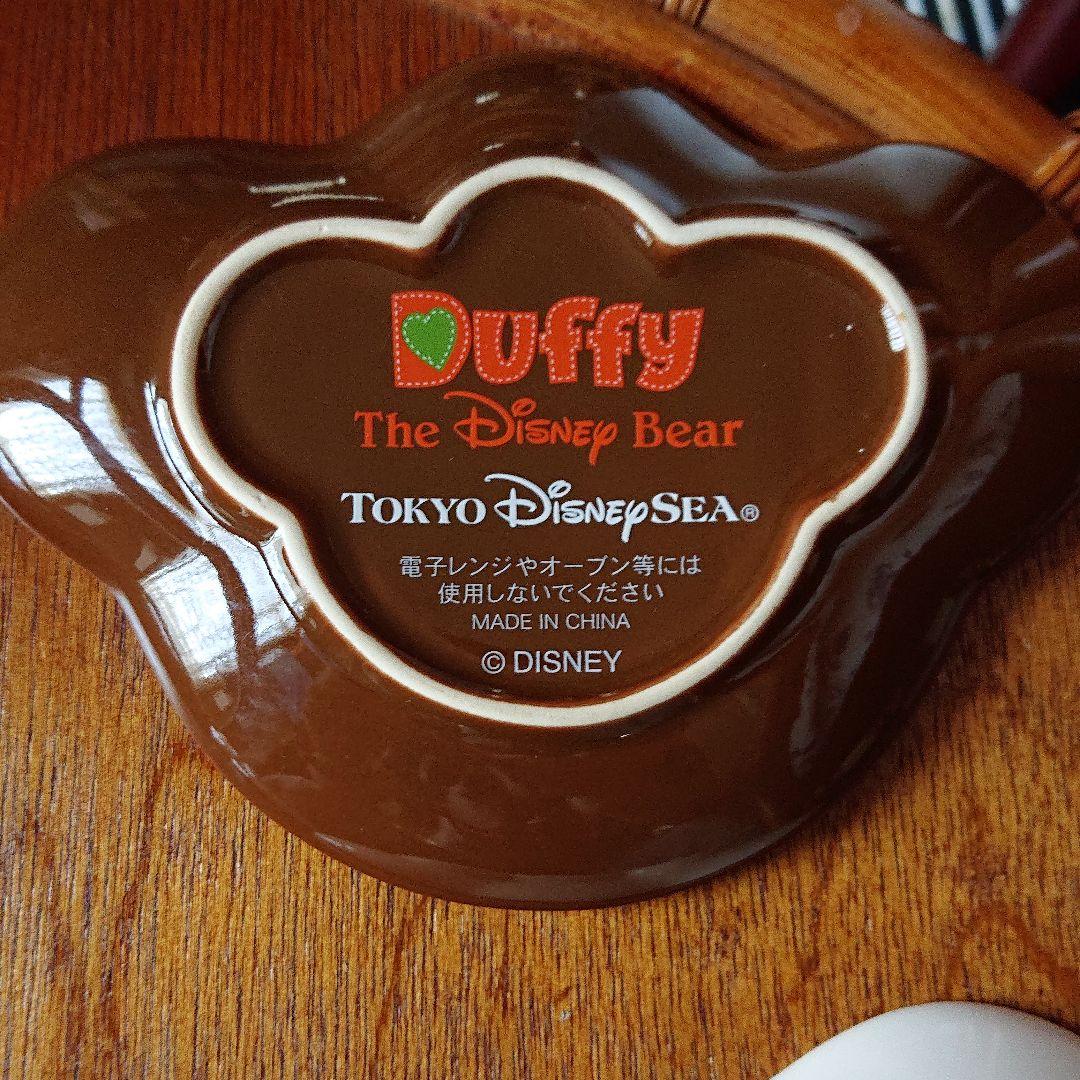 Duffy
The Disney Bear
TOKYO DISNEYSEA®
電子レンジやオーブン等には
使用しないでください
MADE IN CHINA
© DISNEY